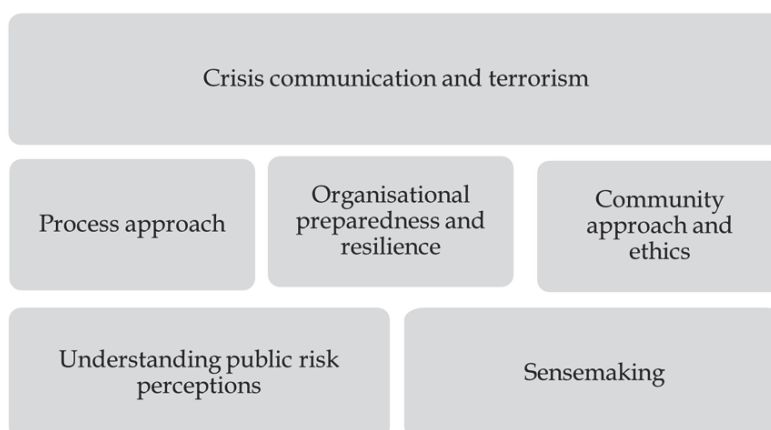 Crisis communication and terrorism
Process approach
Organisational
preparedness and
resilience
Community
approach and
ethics
Understanding public risk
perceptions
Sensemaking